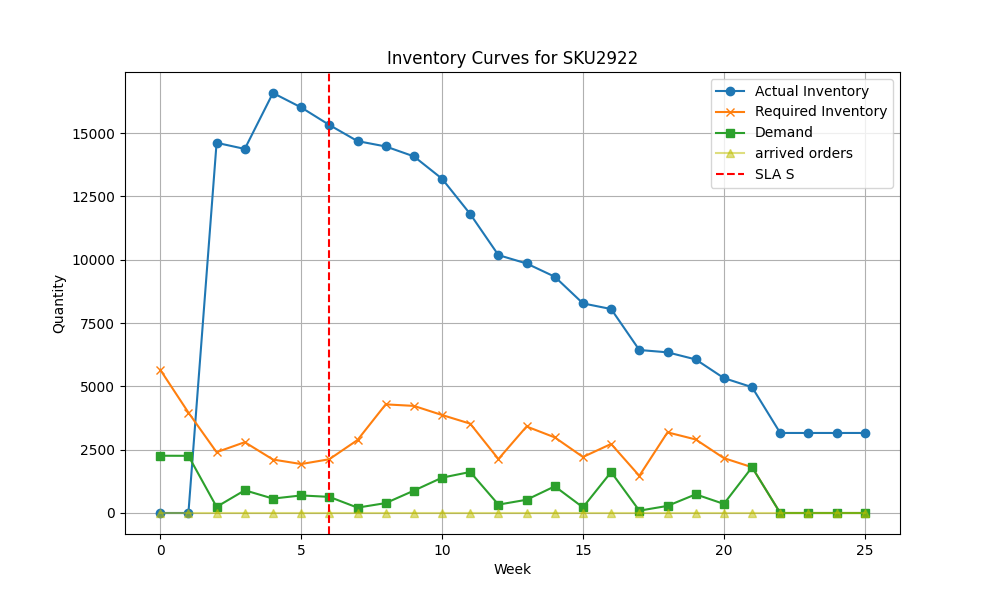 Inventory Curves for SKU2922
Actual Inventory
Required Inventory
Demand
arrived orders
SLA S
15000
12500
10000
7500
5000
2500
0
Quantity
0 5 10 15 20 25
Week